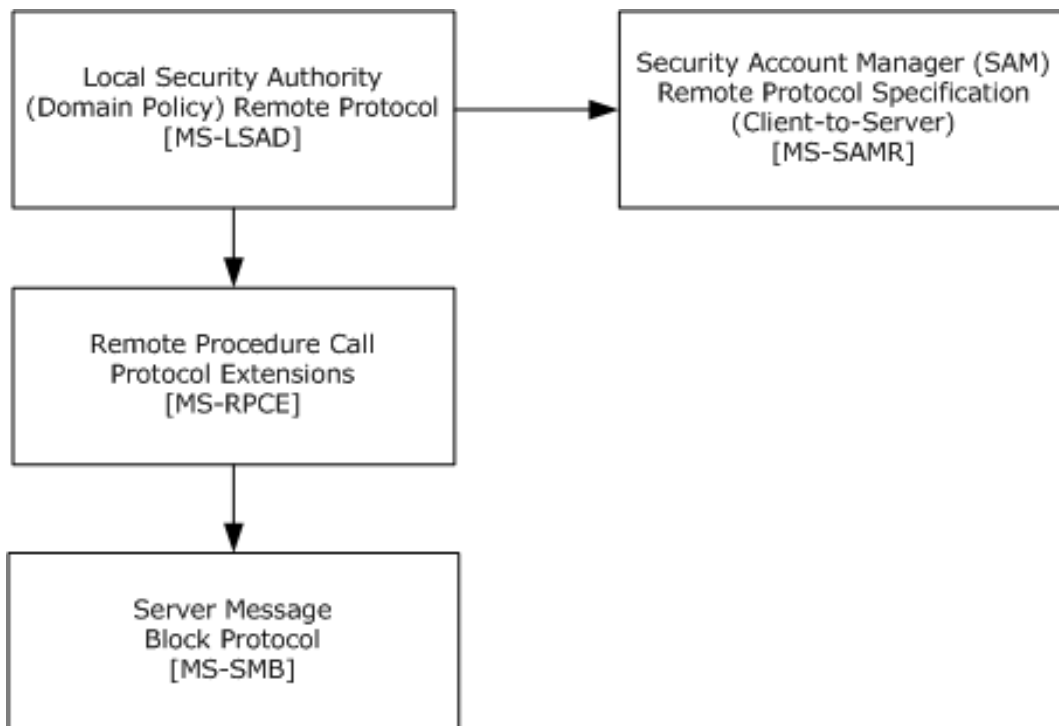 Local Security Authority
(Domain Policy) Remote Protocol
[MS-LSAD]
Security Account Manager (SAM)
Remote Protocol Specification
(Client-to-Server)
[MS-SAMR]
Remote Procedure Call
Protocol Extensions
[MS-RPCE]
Server Message
Block Protocol
[MS-SMB]